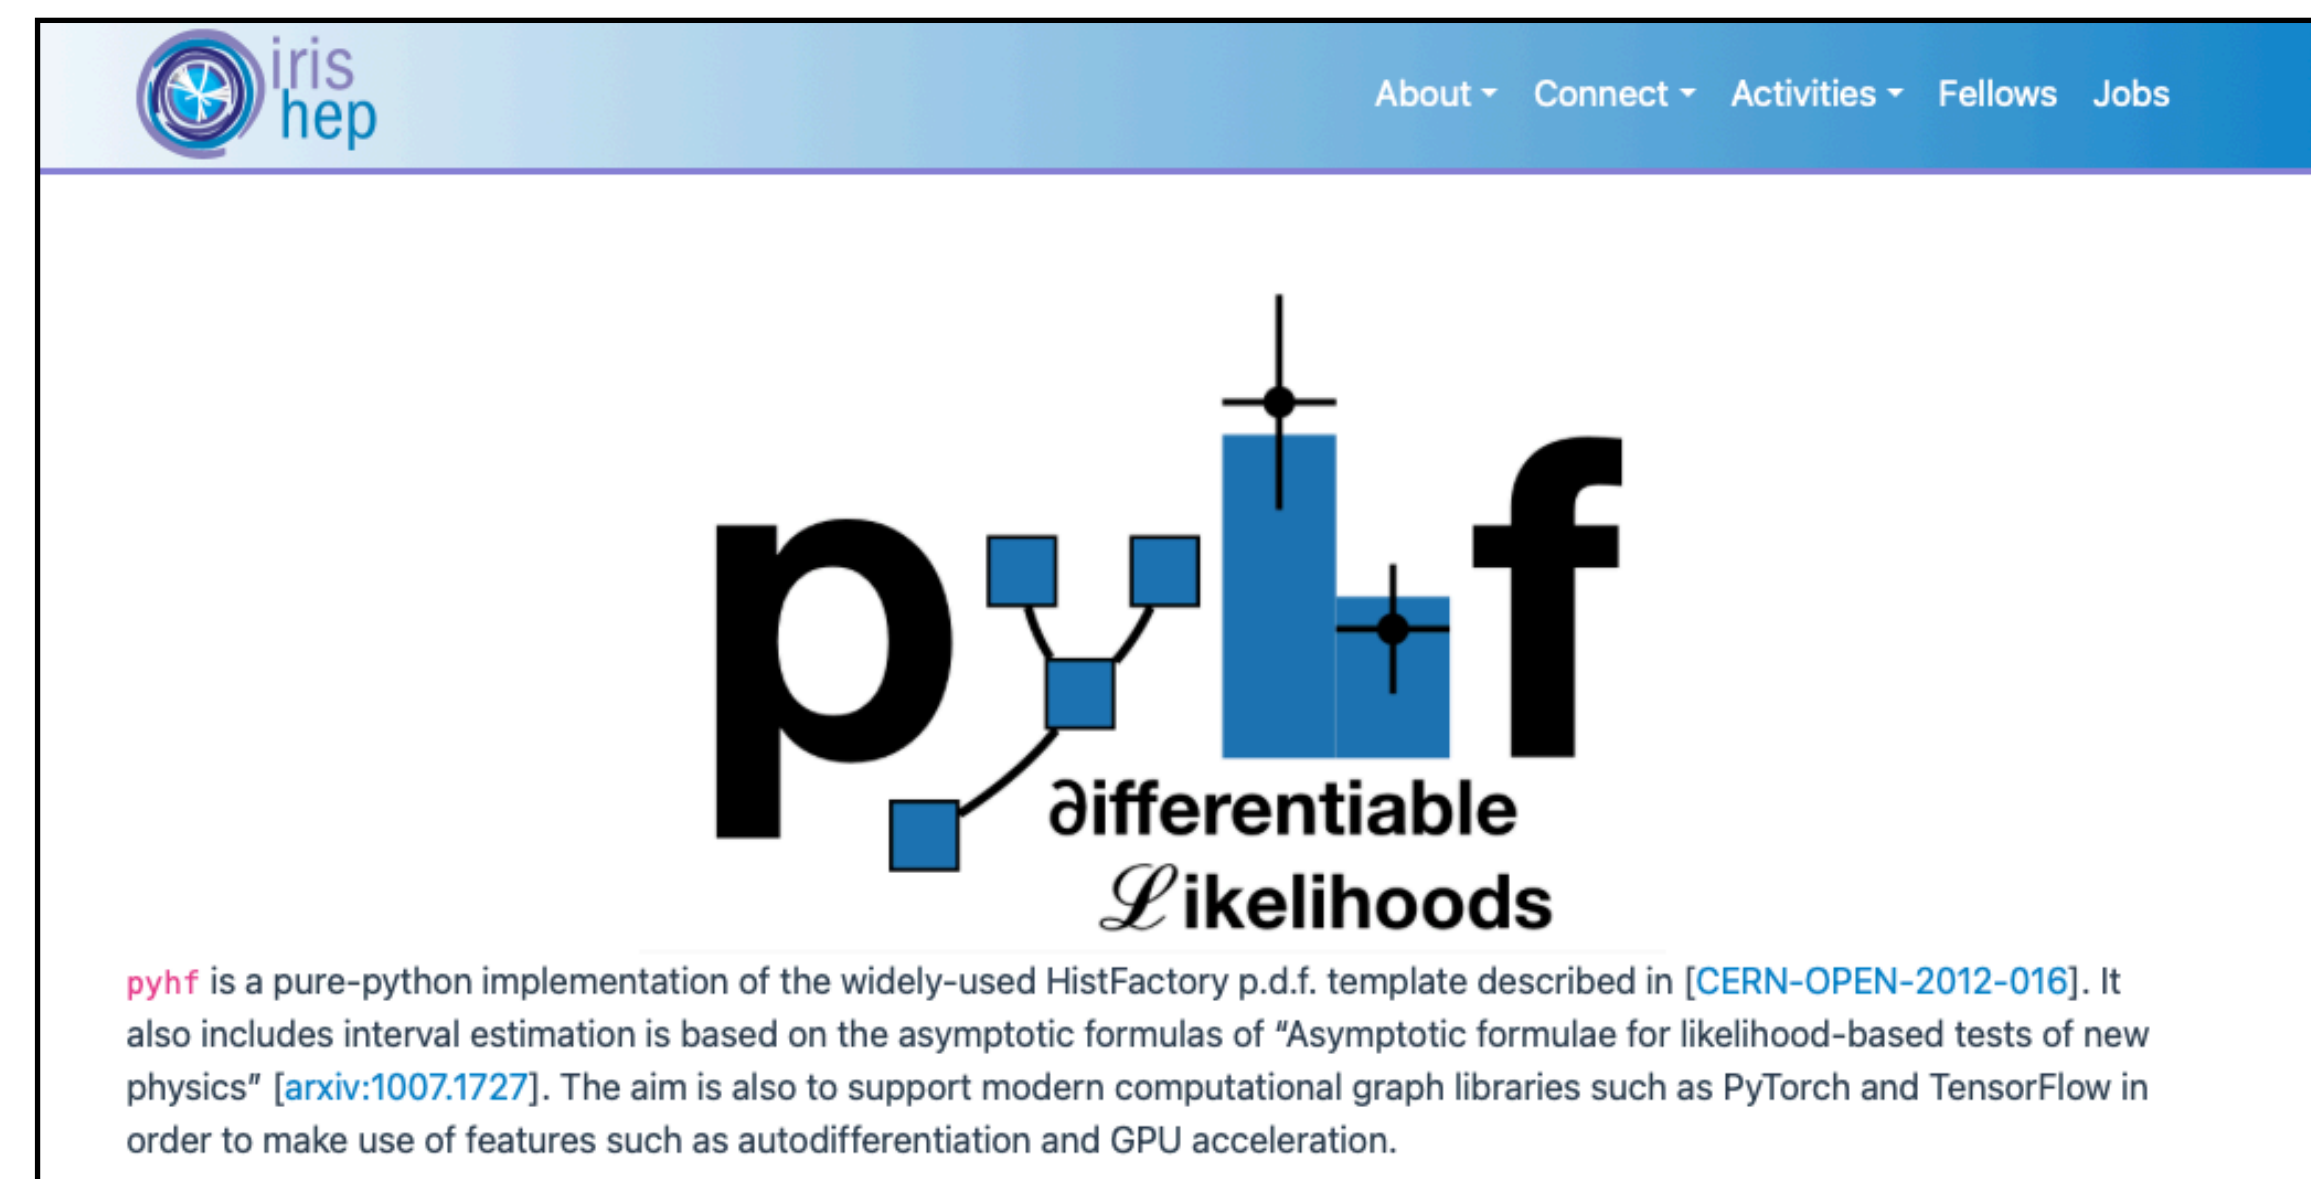 iris
hep
About Connect Activities Fellows Jobs
pyhf
∂ifferentiable
ℒikelihoods
pyhf is a pure-python implementation of the widely-used HistFactory p.d.f. template described in [CERN-OPEN-2012-016]. It
also includes interval estimation is based on the asymptotic formulas of “Asymptotic formulae for likelihood-based tests of new
physics” [arxiv:1007.1727]. The aim is also to support modern computational graph libraries such as PyTorch and TensorFlow in
order to make use of features such as autodifferentiation and GPU acceleration.